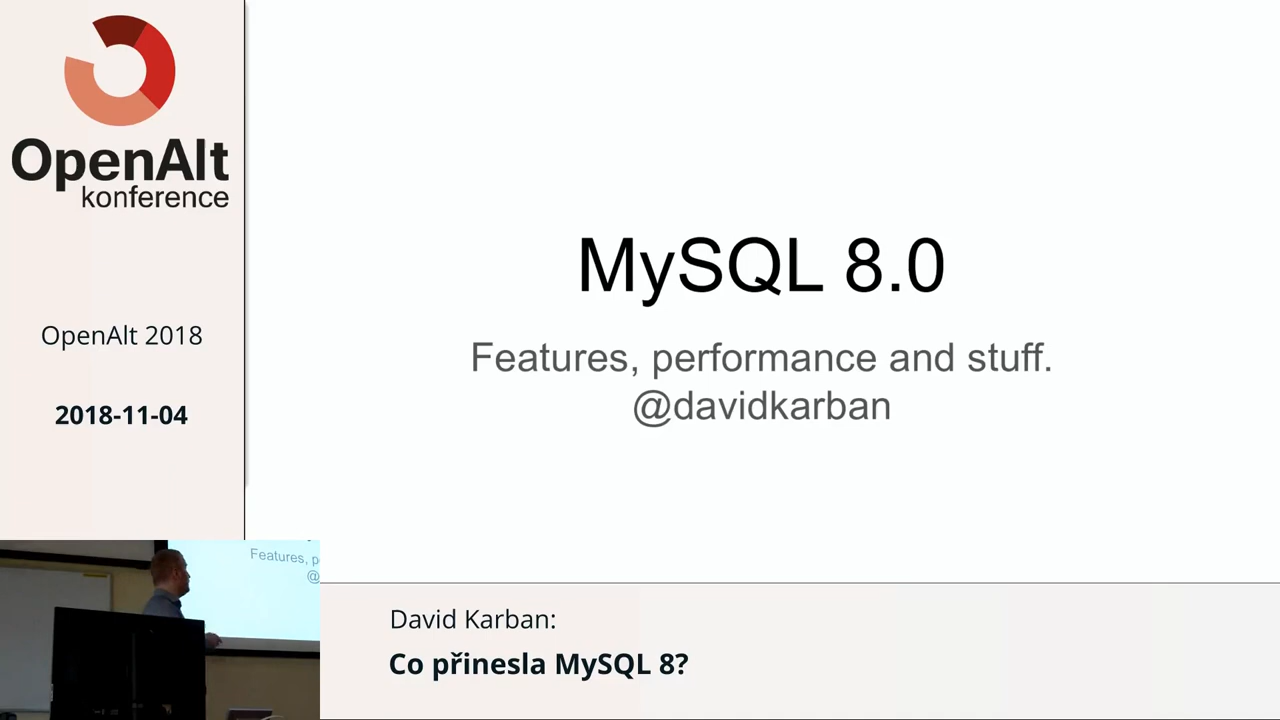 OpenAlt
konference
OpenAlt 2018
2018-11-04
MySQL 8.0
Features, performance and stuff.
@davidkarban
Features, p
@
David Karban:
Co přinesla MySQL 8?